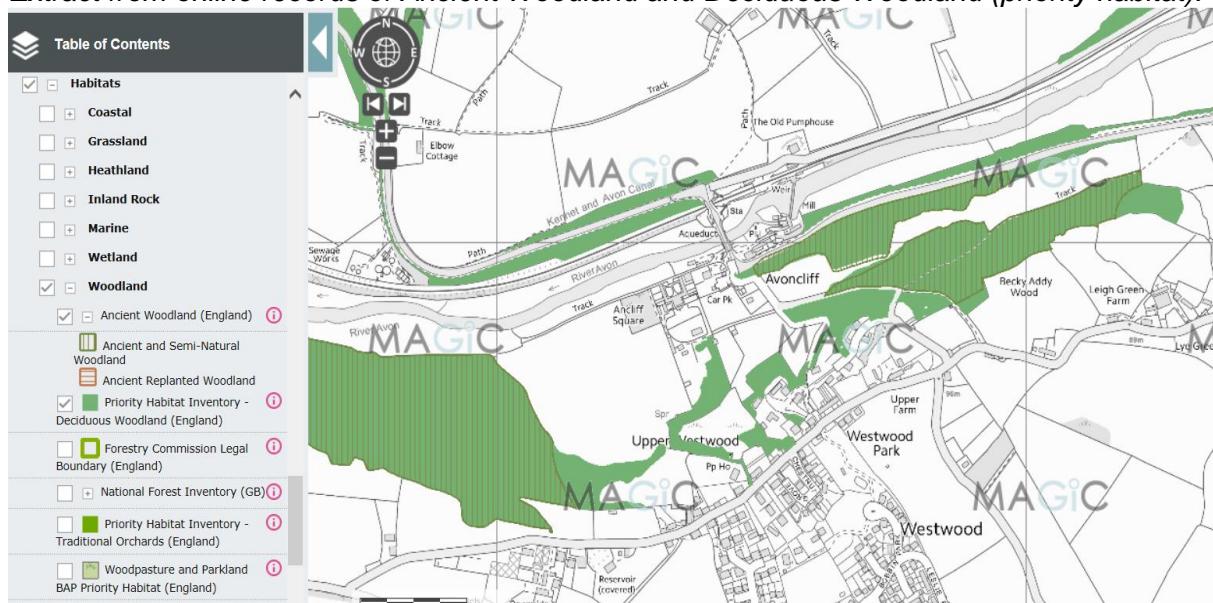 Extract from online records of Ancient Woodland and Deciduous Woodland (priority habitat).
Table of Contents
Habitats
Coastal
Grassland
Heathland
Inland Rock
Marine
Wetland
Woodland
Ancient Woodland (England)
Ancient and Semi-Natural
Woodland
Ancient Replanted Woodland
Priority Habitat Inventory -
Deciduous Woodland (England)
Forestry Commission Legal
Boundary (England)
National Forest Inventory (GB)
Priority Habitat Inventory -
Traditional Orchards (England)
Woodpasture and Parkland
BAP Priority Habitat (England)
N
W
E
S
Path
Track
Path
Track
The Old Pumphouse
Elbow
Cottage
Track
MAGiC
MAGiC
Weir
Kennet and Avon Canal
Sta
Mill
Track
Aqueduct
Sewage
Works
Path
River Avon
Avoncliff
Becky Addy
Wood
Leigh Green
Farm
Car Pk
Track
Ancliff
Square
River Avon
MAGiC
MAGiC
89m
Upper
Farm
96m
Spr
Upper Westwood
Westwood
Park
Pp Ho
MAGiC
MAGiC
Westwood
Reservoir
(covered)